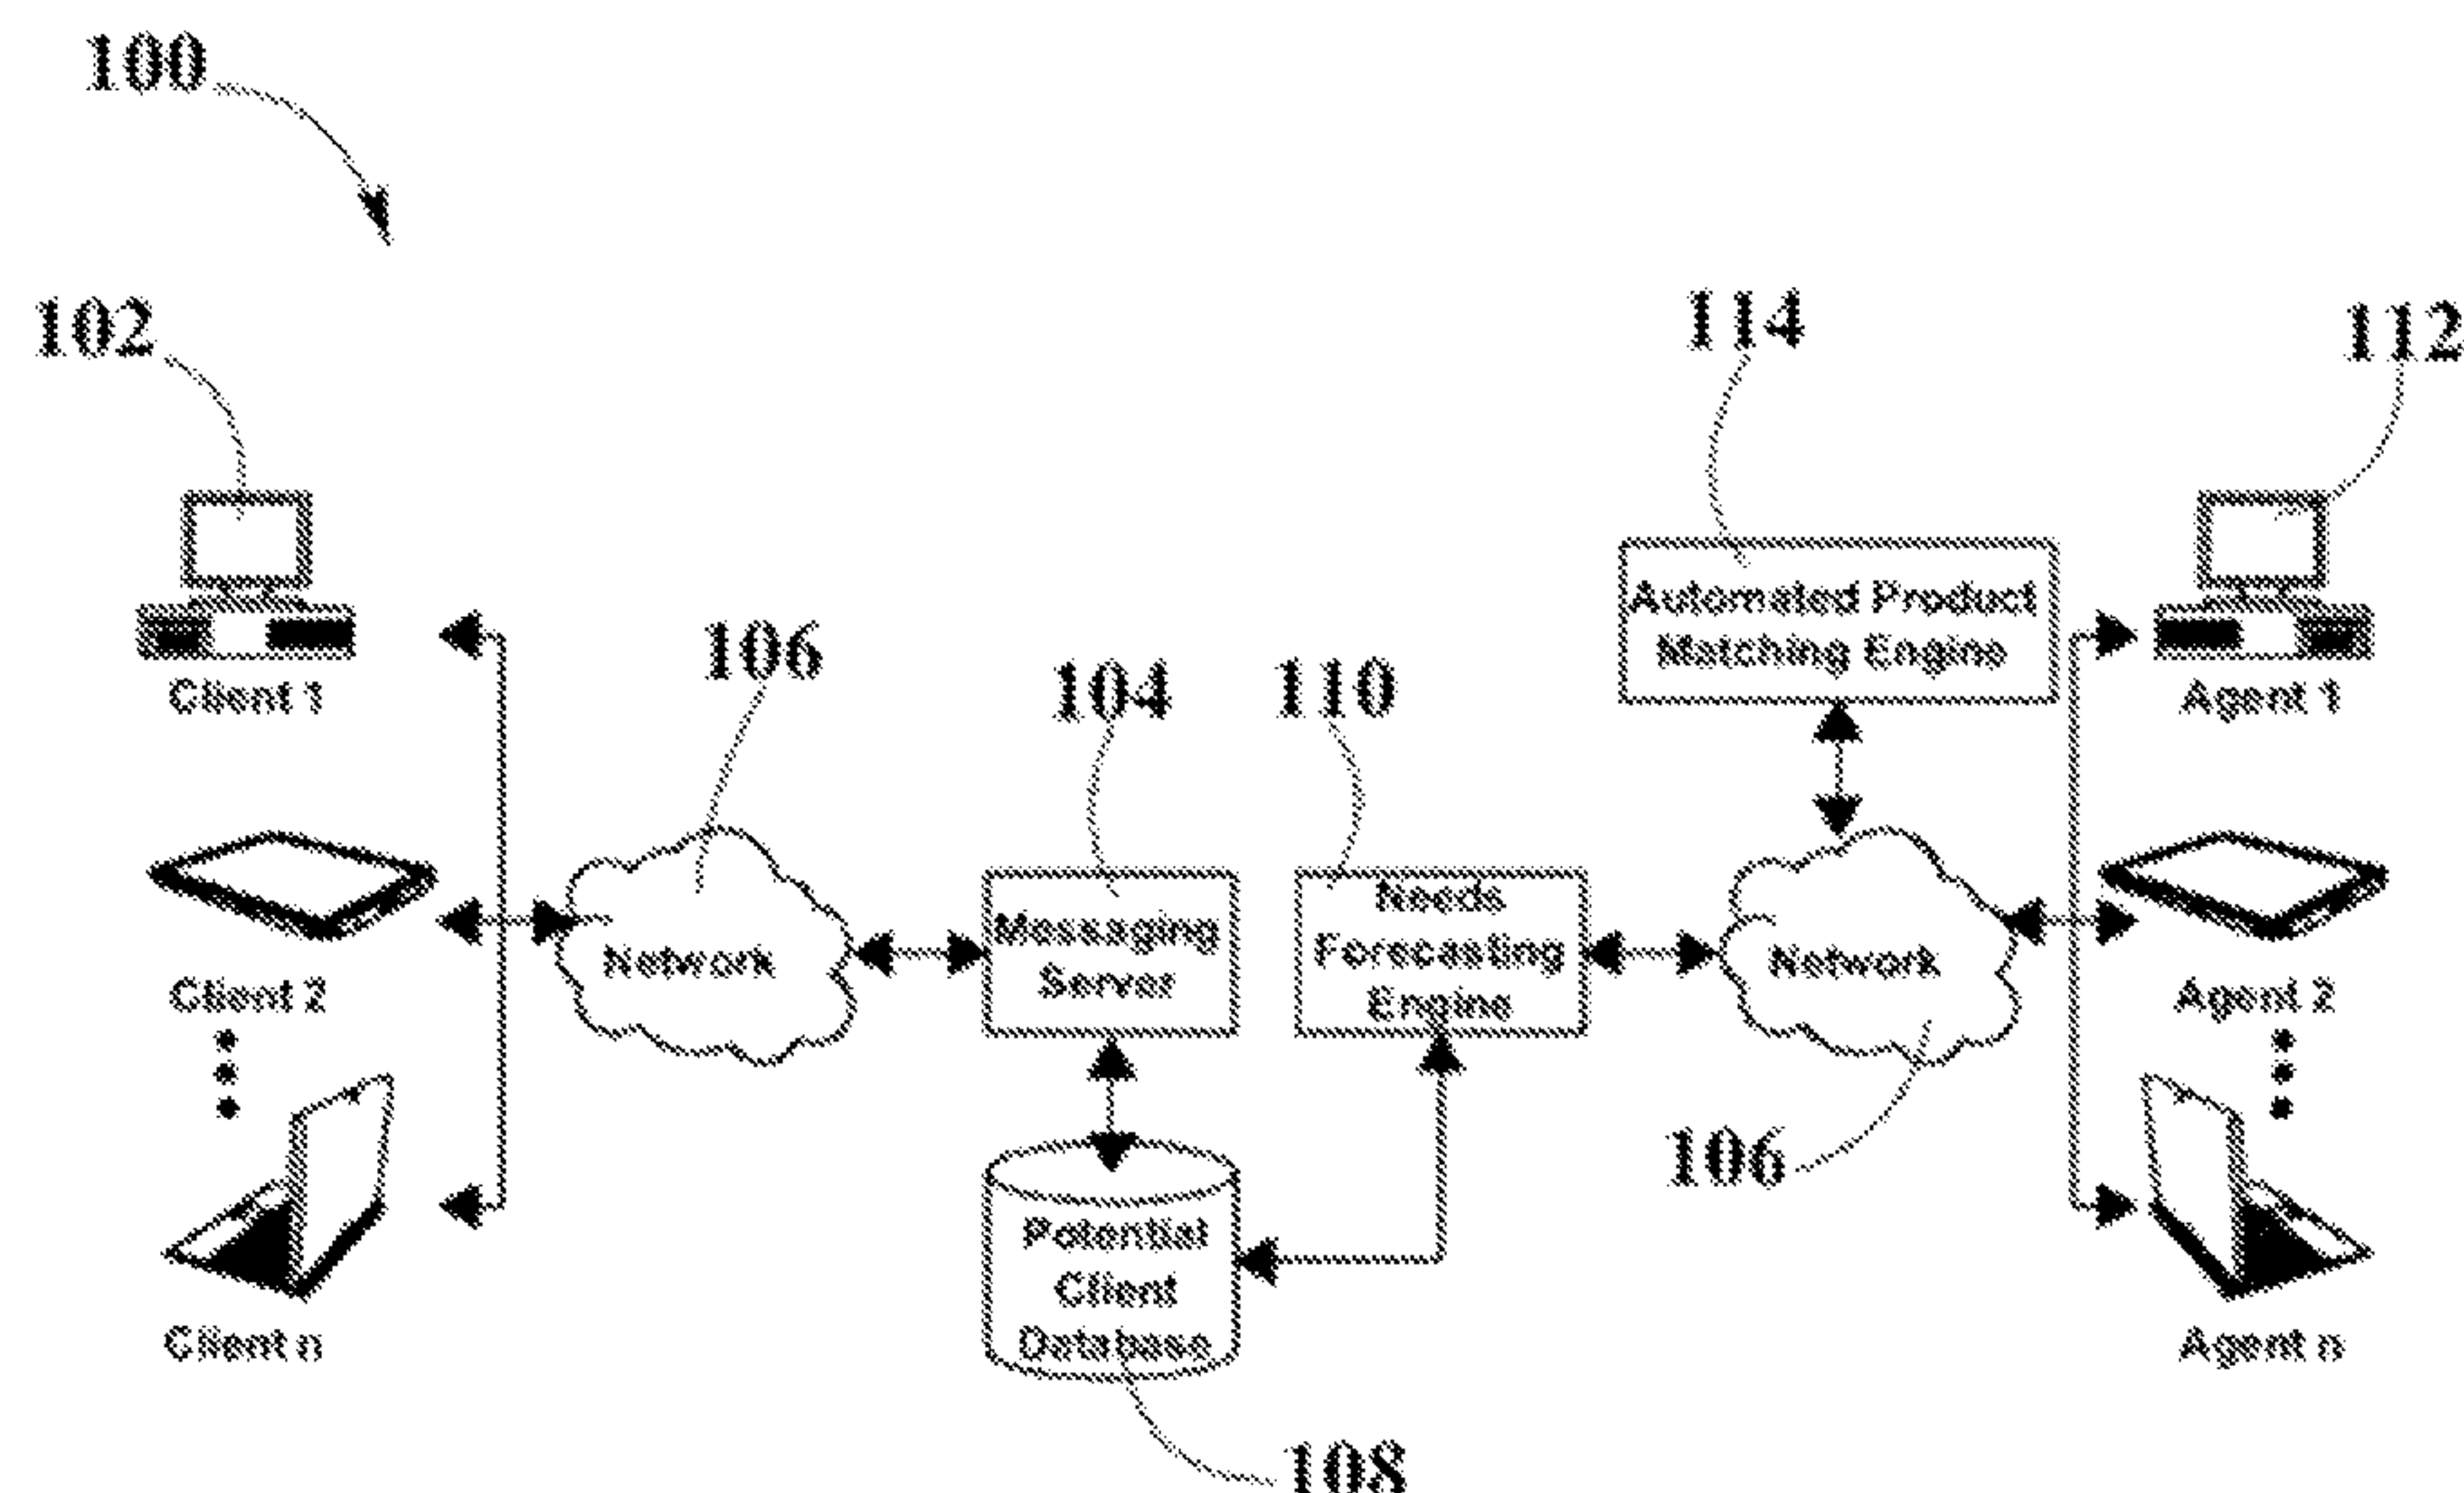 100
102
114
112
Automated Product
Matching Engine
106
104
110
Client 1
Agent 1
Needs
Messaging
Forecasting
Network
Network
Server
Engine
Client 2
Agent 2
106
Potential
Client
Database
Client n
Agent n
108